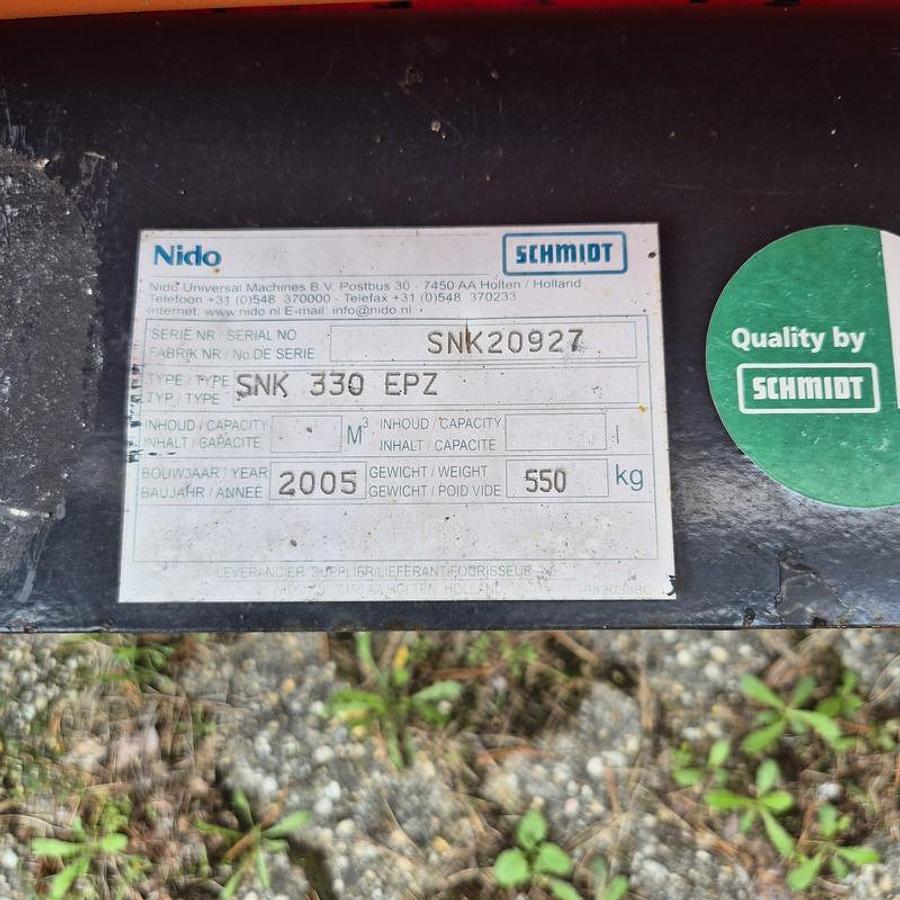 Nido SCHMIDT
Nido Universal Machines B.V. Postbus 30 - 7450 AA Holten / Holland
Telefoon +31 (0)548 370000 - Telefax +31 (0)548 370233
Internet: www.nido.nl E-mail info@nido.nl
SERIE NR / SERIAL NO
FABRIK NR / No. DE SERIE
SNK20927
TYPE / TYPE
TYP / TYPE
SNK 330 EPZ
INHOUD / CAPACITY
INHALT / CAPACITE
M³
INHOUD / CAPACITY
INHALT / CAPACITE
l
BOUWJAAR / YEAR
BAUJAHR / ANNEE
2005
GEWICHT / WEIGHT
GEWICHT / POID VIDE
550
kg
LEVERANCIER/SUPPLIER/LIEFERANT/FOURISSEUR
HOLTEN HOLLAND
Quality by
SCHMIDT